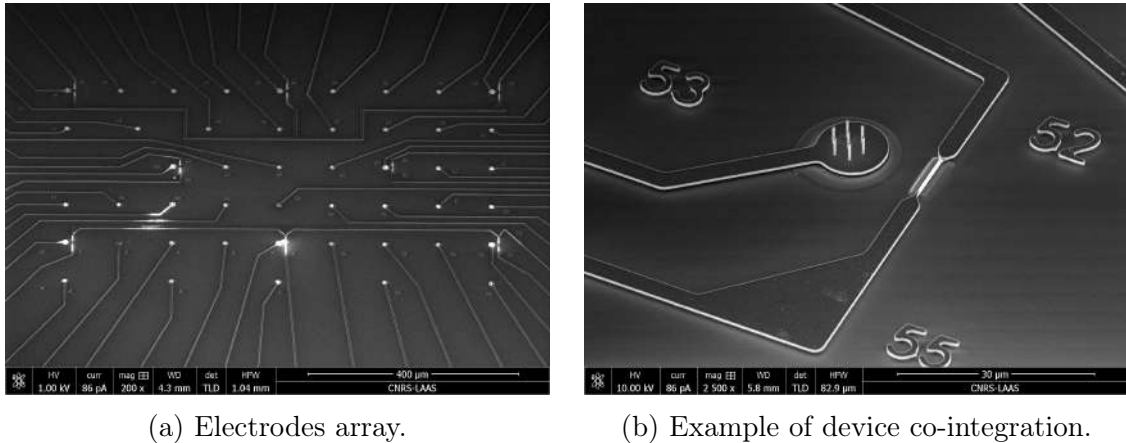 53
52
55
HV curr mag WD det HFW 400 µm
1.00 kV 86 pA 200 x 4.3 mm TLD 1.04 mm CNRS-LAAS
HV curr mag WD det HFW 30 µm
10.00 kV 86 pA 2 500 x 5.8 mm TLD 82.9 µm CNRS-LAAS
(a) Electrodes array.
(b) Example of device co-integration.